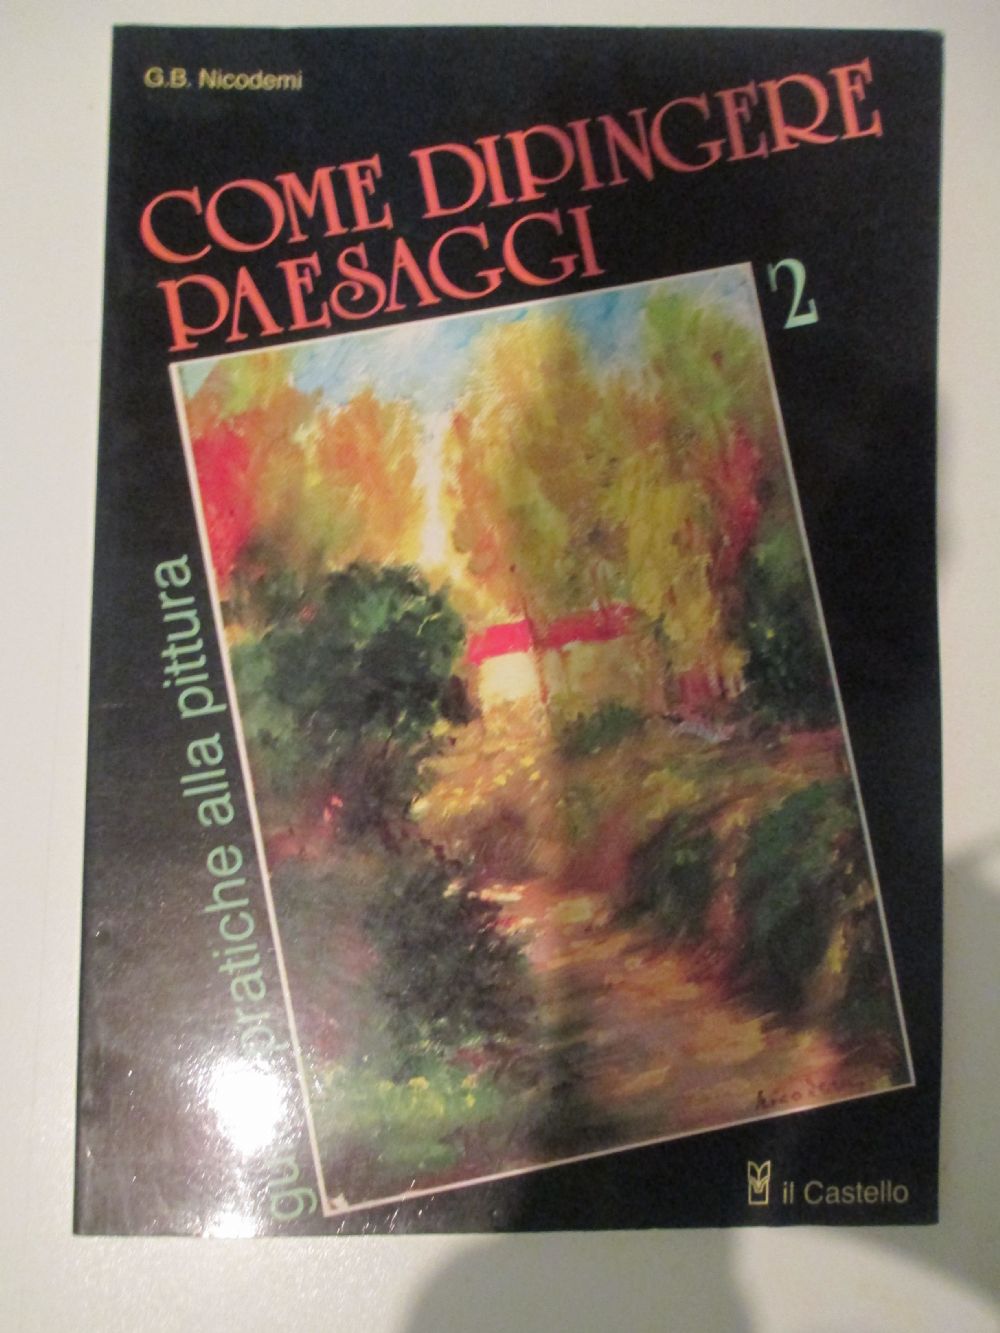 G.B. Nicodemi
COME DIPINGERE
PAESAGGI
2
pratiche alla pittura
il Castello